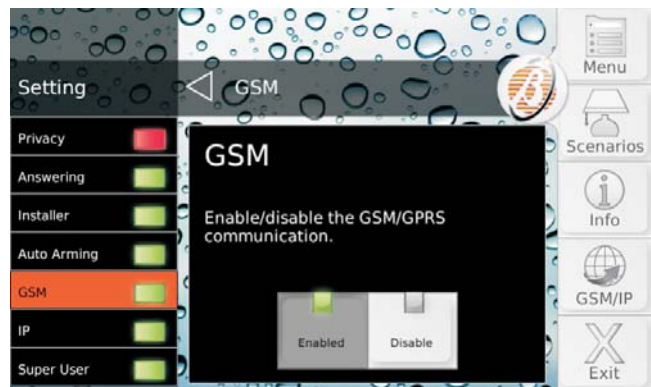 Setting
GSM
Privacy
Answering
Installer
Auto Arming
GSM
IP
Super User
GSM
Enable/disable the GSM/GPRS
communication.
Enabled
Disable
Menu
Scenarios
Info
GSM/IP
Exit